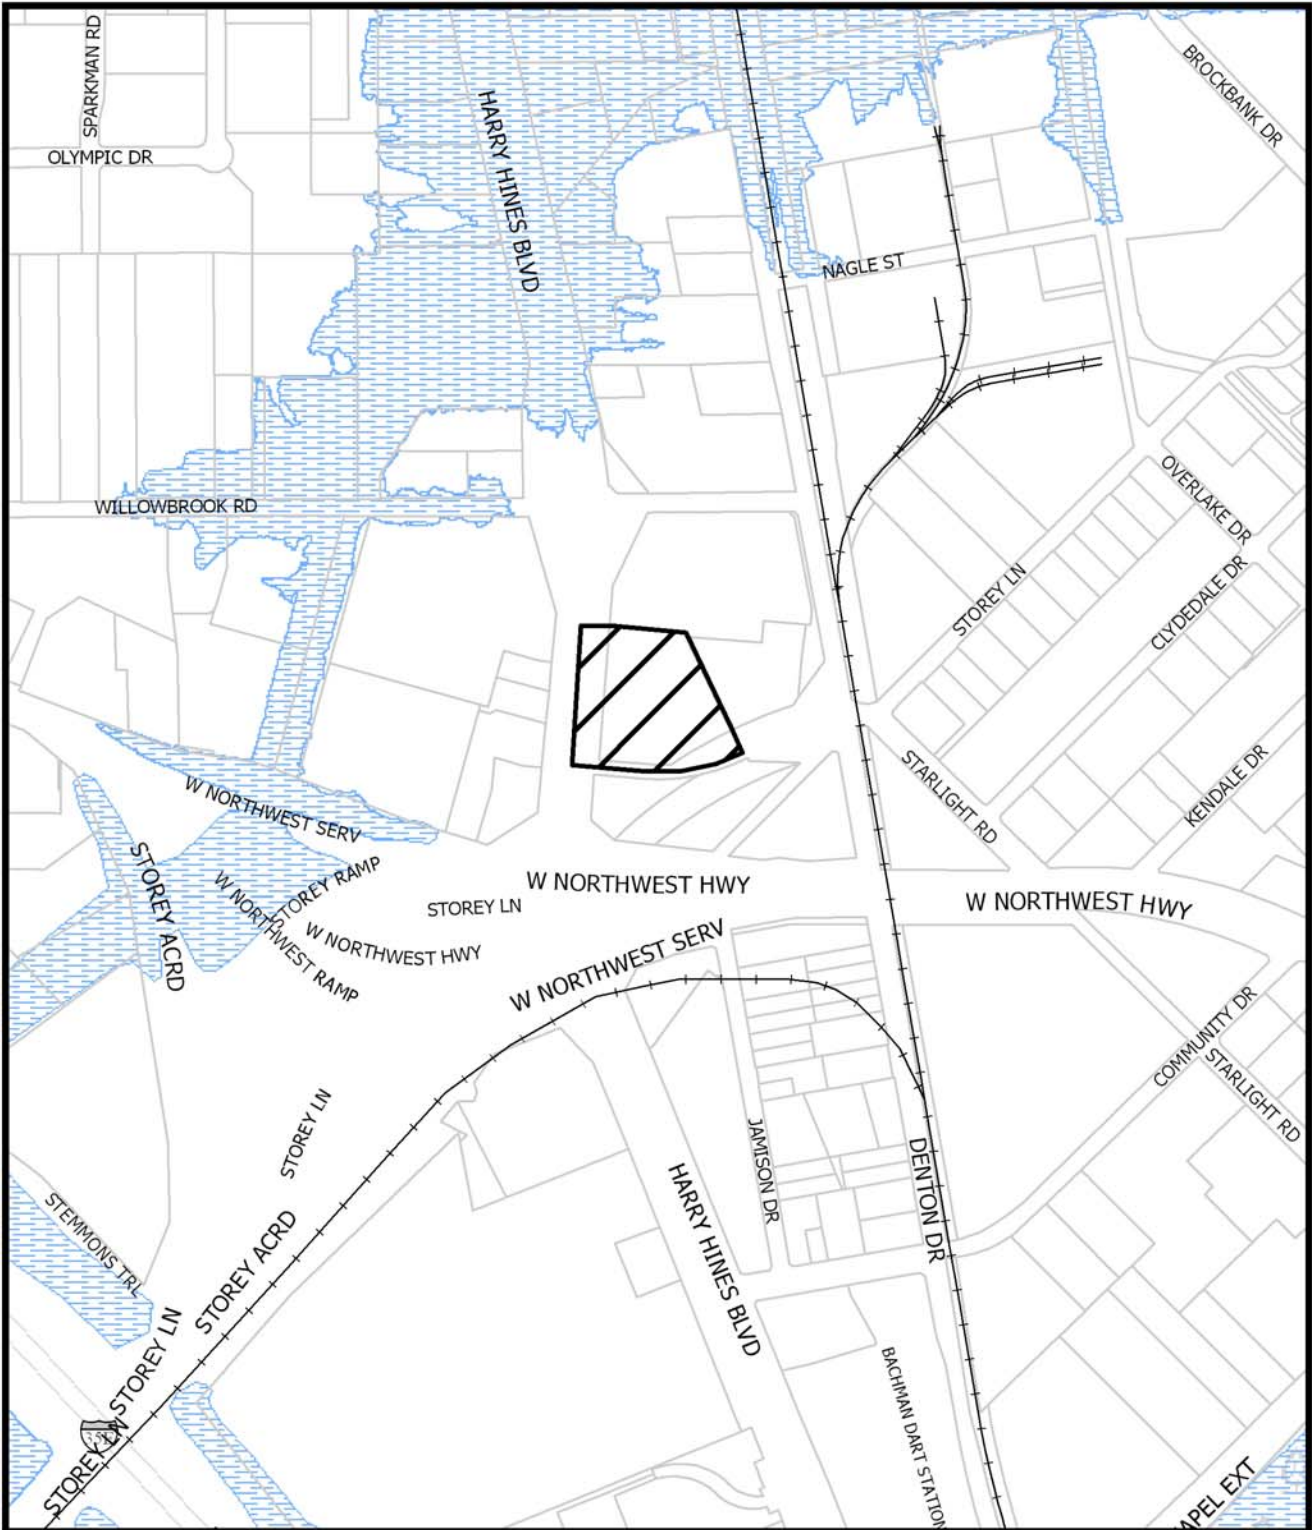 SPARKMAN RD
BROCKBANK DR
HARRY HINES BLVD
OLYMPIC DR
NAGLE ST
WILLOWBROOK RD
OVERLAKE DR
STOREY LN
CLYDEDALE DR
STARLIGHT RD
KENDALE DR
W NORTHWEST SERV
STOREY ACRD
STOREY RAMP
W NORTHWEST RAMP
W NORTHWEST HWY
STOREY LN
W NORTHWEST HWY
W NORTHWEST HWY
W NORTHWEST SERV
COMMUNITY DR
STARLIGHT RD
STOREY LN
JAMISON DR
DENTON DR
HARRY HINES BLVD
STEMMONS TRL
STOREY ACRD
STOREY LN
BACHMAN DART STATION
STOREY LN
35E
APEL EXT